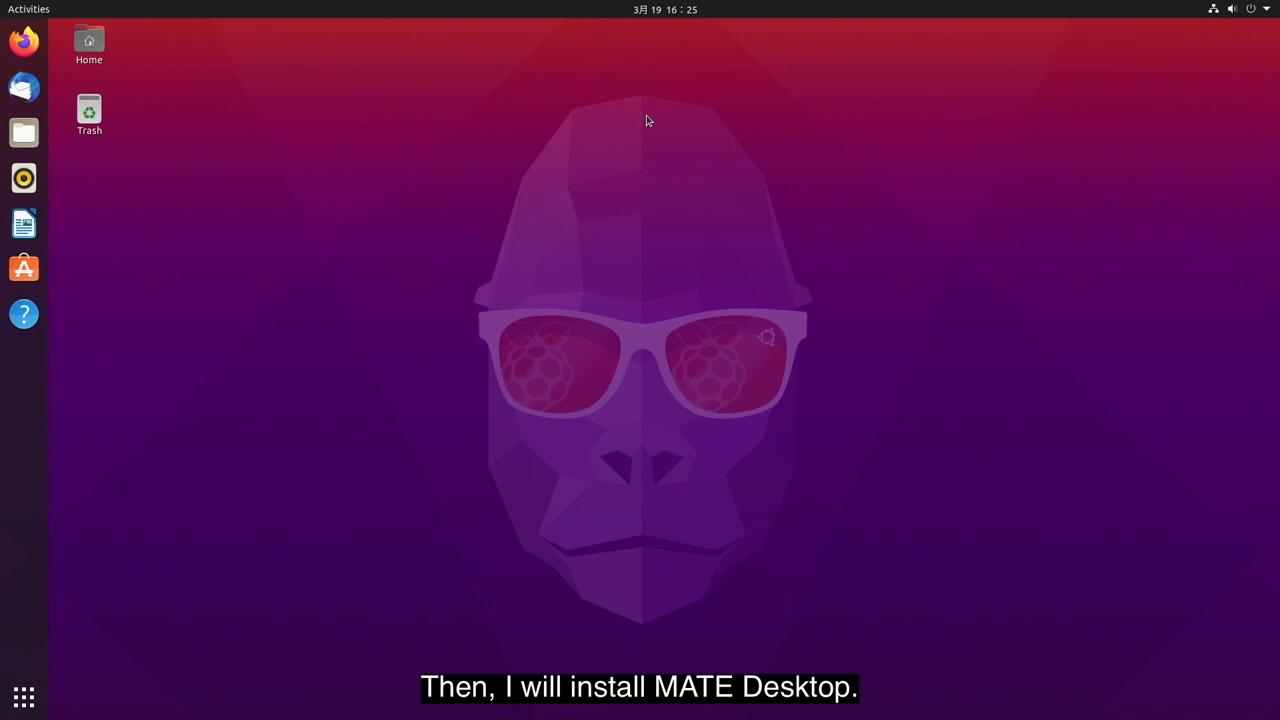 Activities
3月 19 16：25
Home
Trash
Then, I will install MATE Desktop.